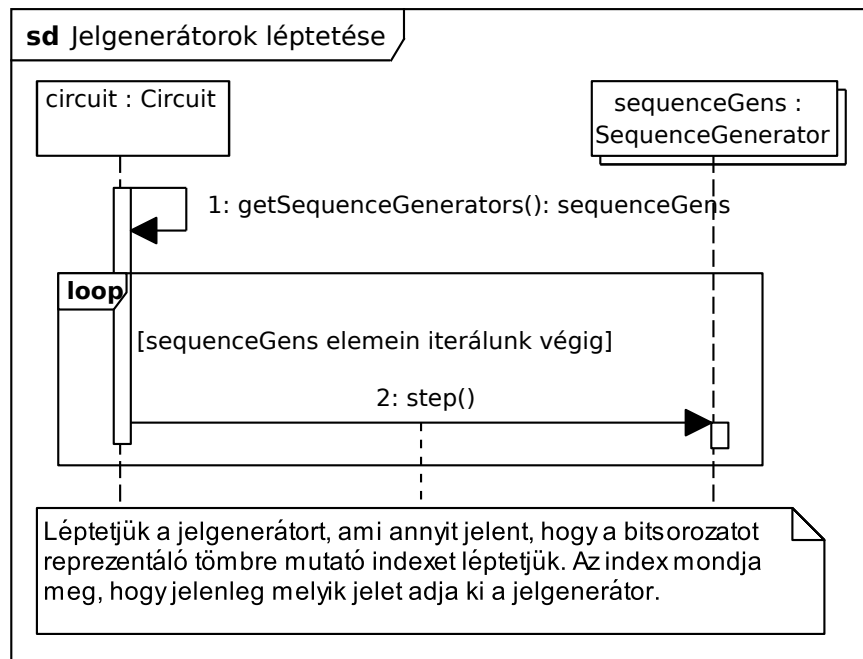 sd Jelgenerátorok léptetése
circuit : Circuit
sequenceGens :
SequenceGenerator
1: getSequenceGenerators(): sequenceGens
loop
[sequenceGens elemein iterálunk végig]
2: step()
Léptetjük a jelgenerátort, ami annyit jelent, hogy a bitsorozatot
reprezentáló tömbre mutató indexet léptetjük. Az index mondja
meg, hogy jelenleg melyik jelet adja ki a jelgenerátor.